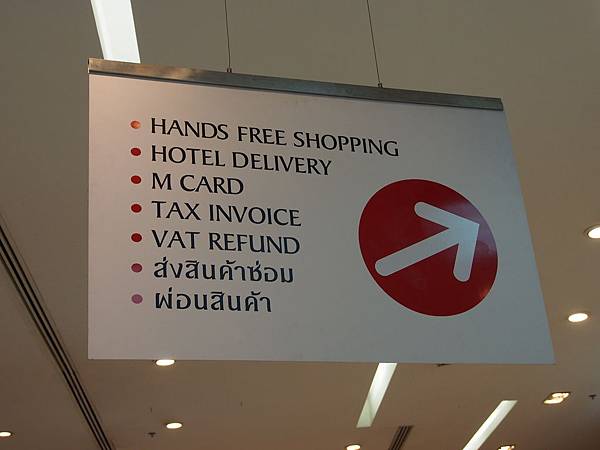 • HANDS FREE SHOPPING
• HOTEL DELIVERY
• M CARD
• TAX INVOICE
• VAT REFUND
• ส่งสินค้าซ่อม
• ผ่อนสินค้า